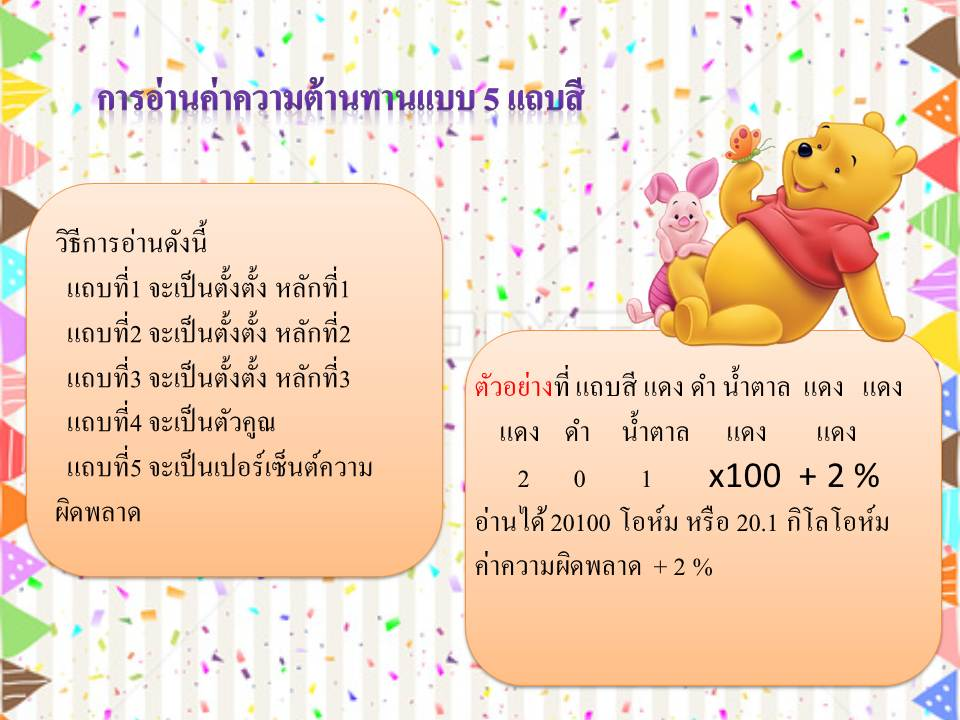 การอ่านค่าความต้านทานแบบ 5 แถบสี
วิธีการอ่านดังนี้
แถบที่1 จะเป็นตั้งตั้ง หลักที่1
แถบที่2 จะเป็นตั้งตั้ง หลักที่2
แถบที่3 จะเป็นตั้งตั้ง หลักที่3
แถบที่4 จะเป็นตัวคูณ
แถบที่5 จะเป็นเปอร์เซ็นต์ความ
ผิดพลาด
ตัวอย่างที่ แถบสี แดง ดำ น้ำตาล แดง แดง
แดง ดำ น้ำตาล แดง แดง
2 0 1 x100 + 2 %
อ่านได้ 20100 โอห์ม หรือ 20.1 กิโลโอห์ม
ค่าความผิดพลาด + 2 %